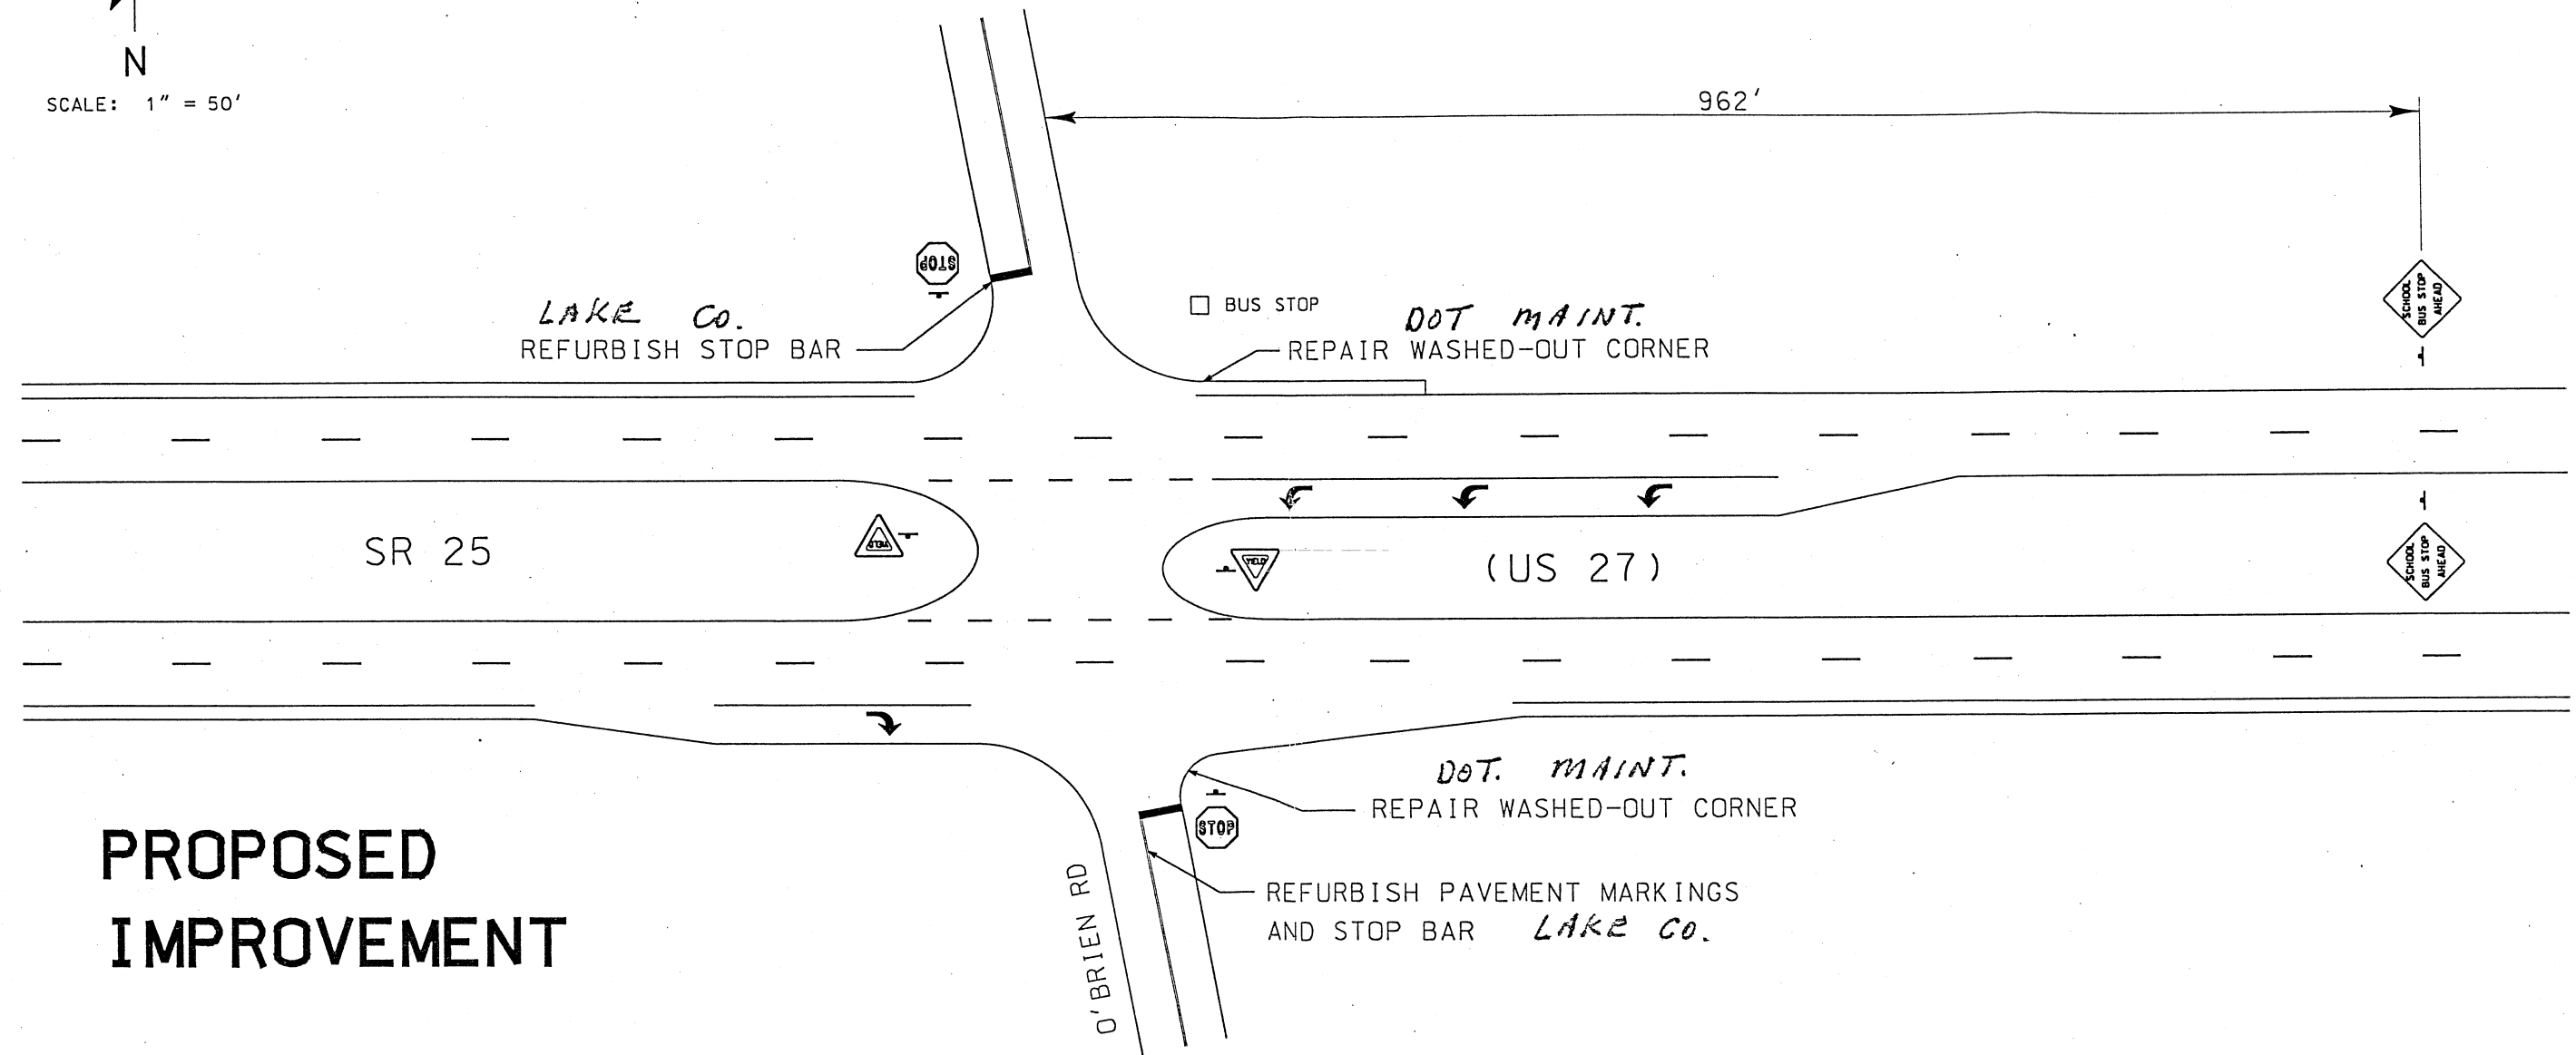 N
SCALE: 1" = 50'
962'
STOP
SCHOOL
BUS STOP
AHEAD
BUS STOP
LAKE Co.
REFURBISH STOP BAR
DOT MAINT.
REPAIR WASHED-OUT CORNER
SR 25
YIELD
YIELD
(US 27)
SCHOOL
BUS STOP
AHEAD
DOT. MAINT.
REPAIR WASHED-OUT CORNER
STOP
PROPOSED
IMPROVEMENT
O'BRIEN RD
REFURBISH PAVEMENT MARKINGS
AND STOP BAR LAKE Co.